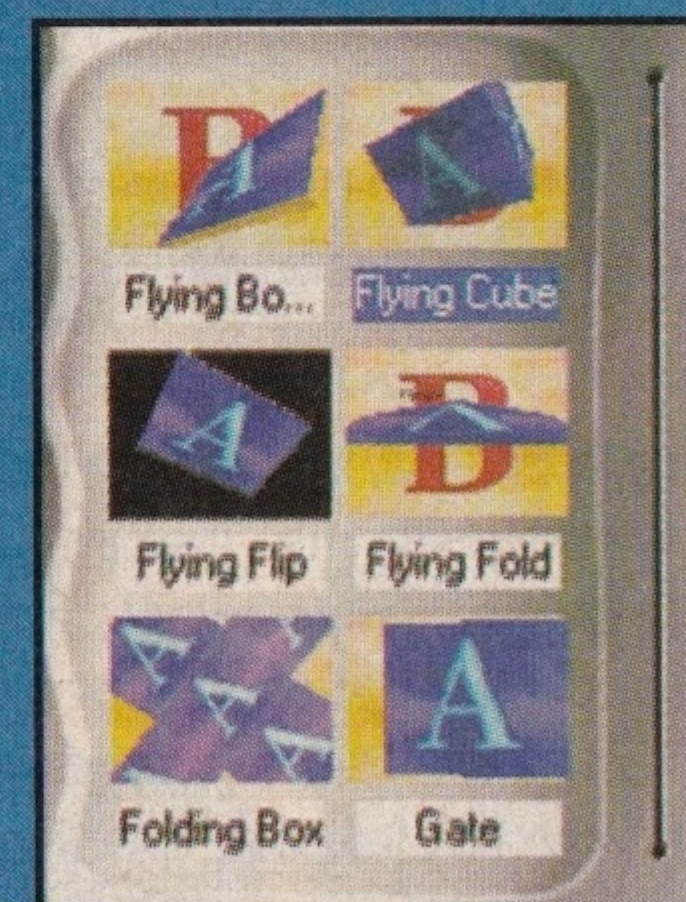 B A
B A
Flying Bo... Flying Cube
A
B
Flying Flip Flying Fold
A A A A
A
Folding Box Gate